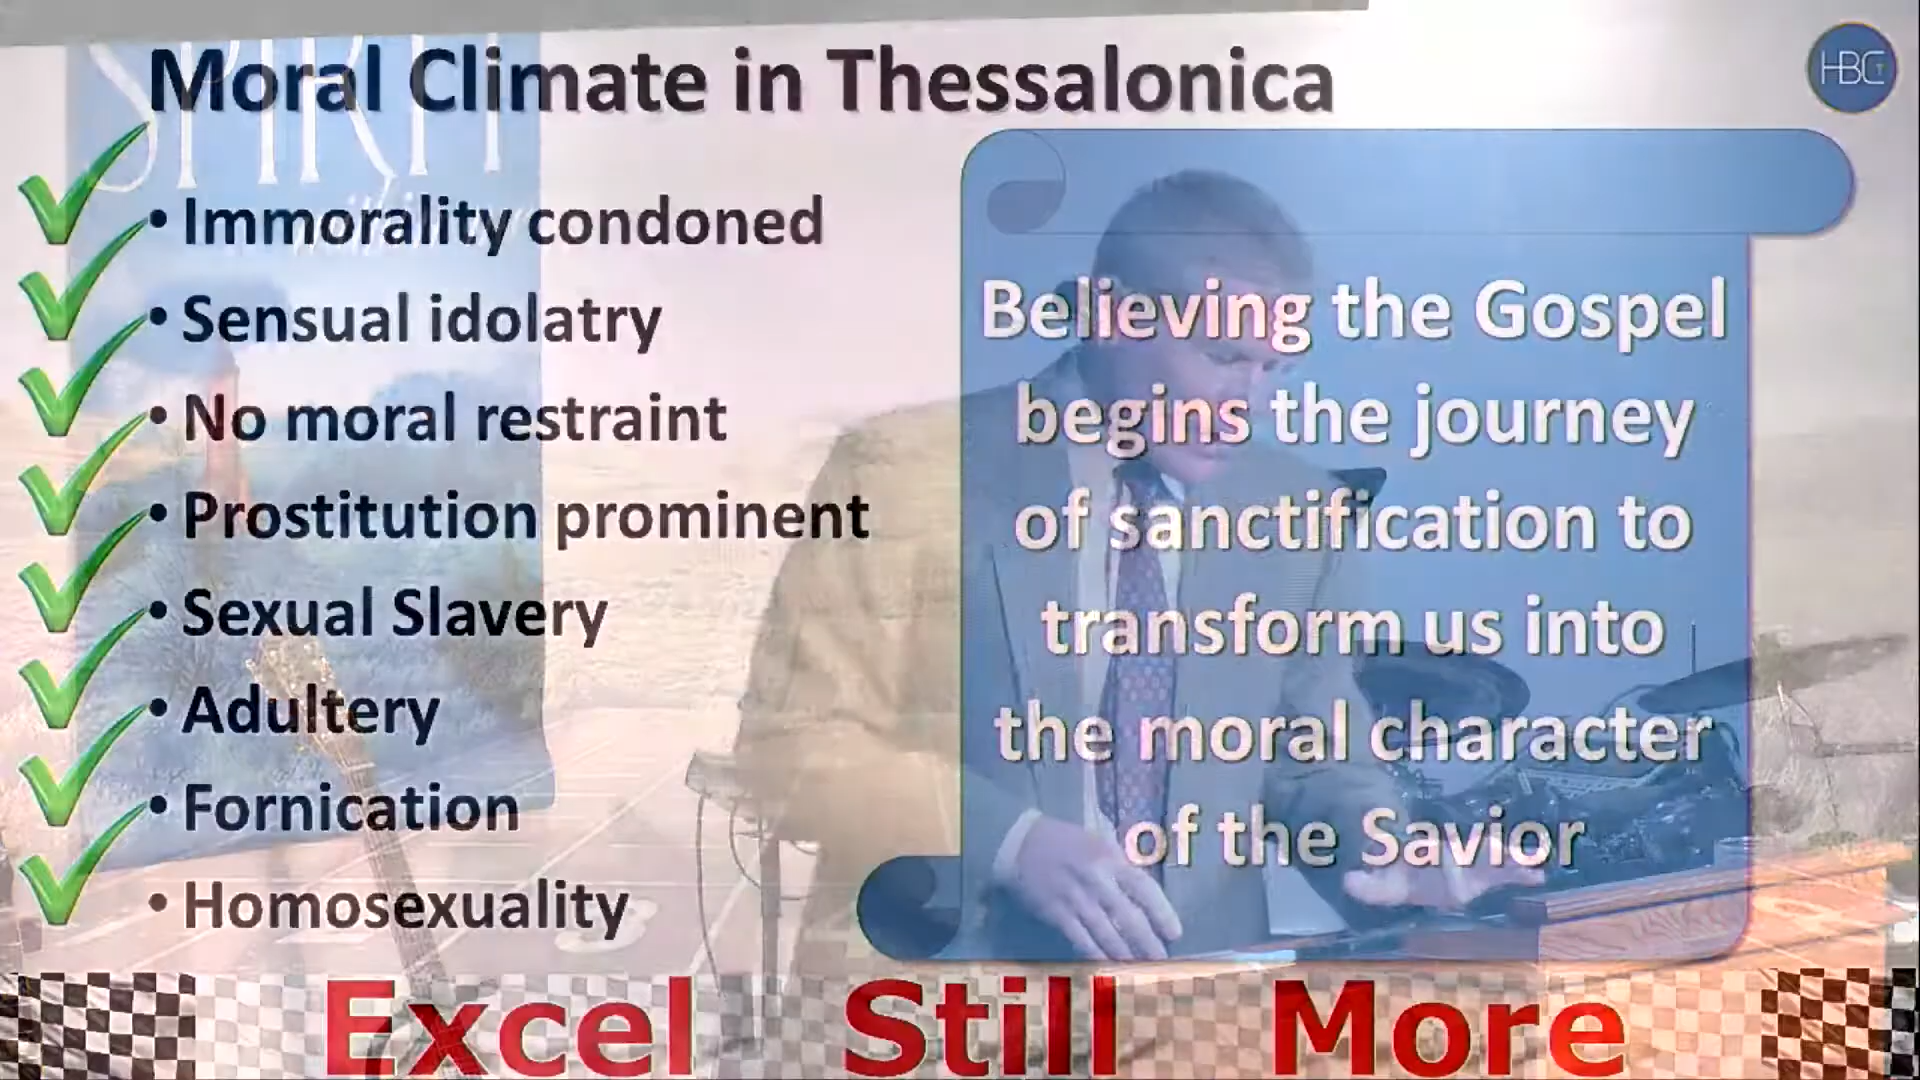 SPIRIT
Moral Climate in Thessalonica
HBC
• Immorality condoned
• Sensual idolatry
• No moral restraint
• Prostitution prominent
• Sexual Slavery
• Adultery
• Fornication
• Homosexuality
Believing the Gospel
begins the journey
of sanctification to
transform us into
the moral character
of the Savior
Excel Still More